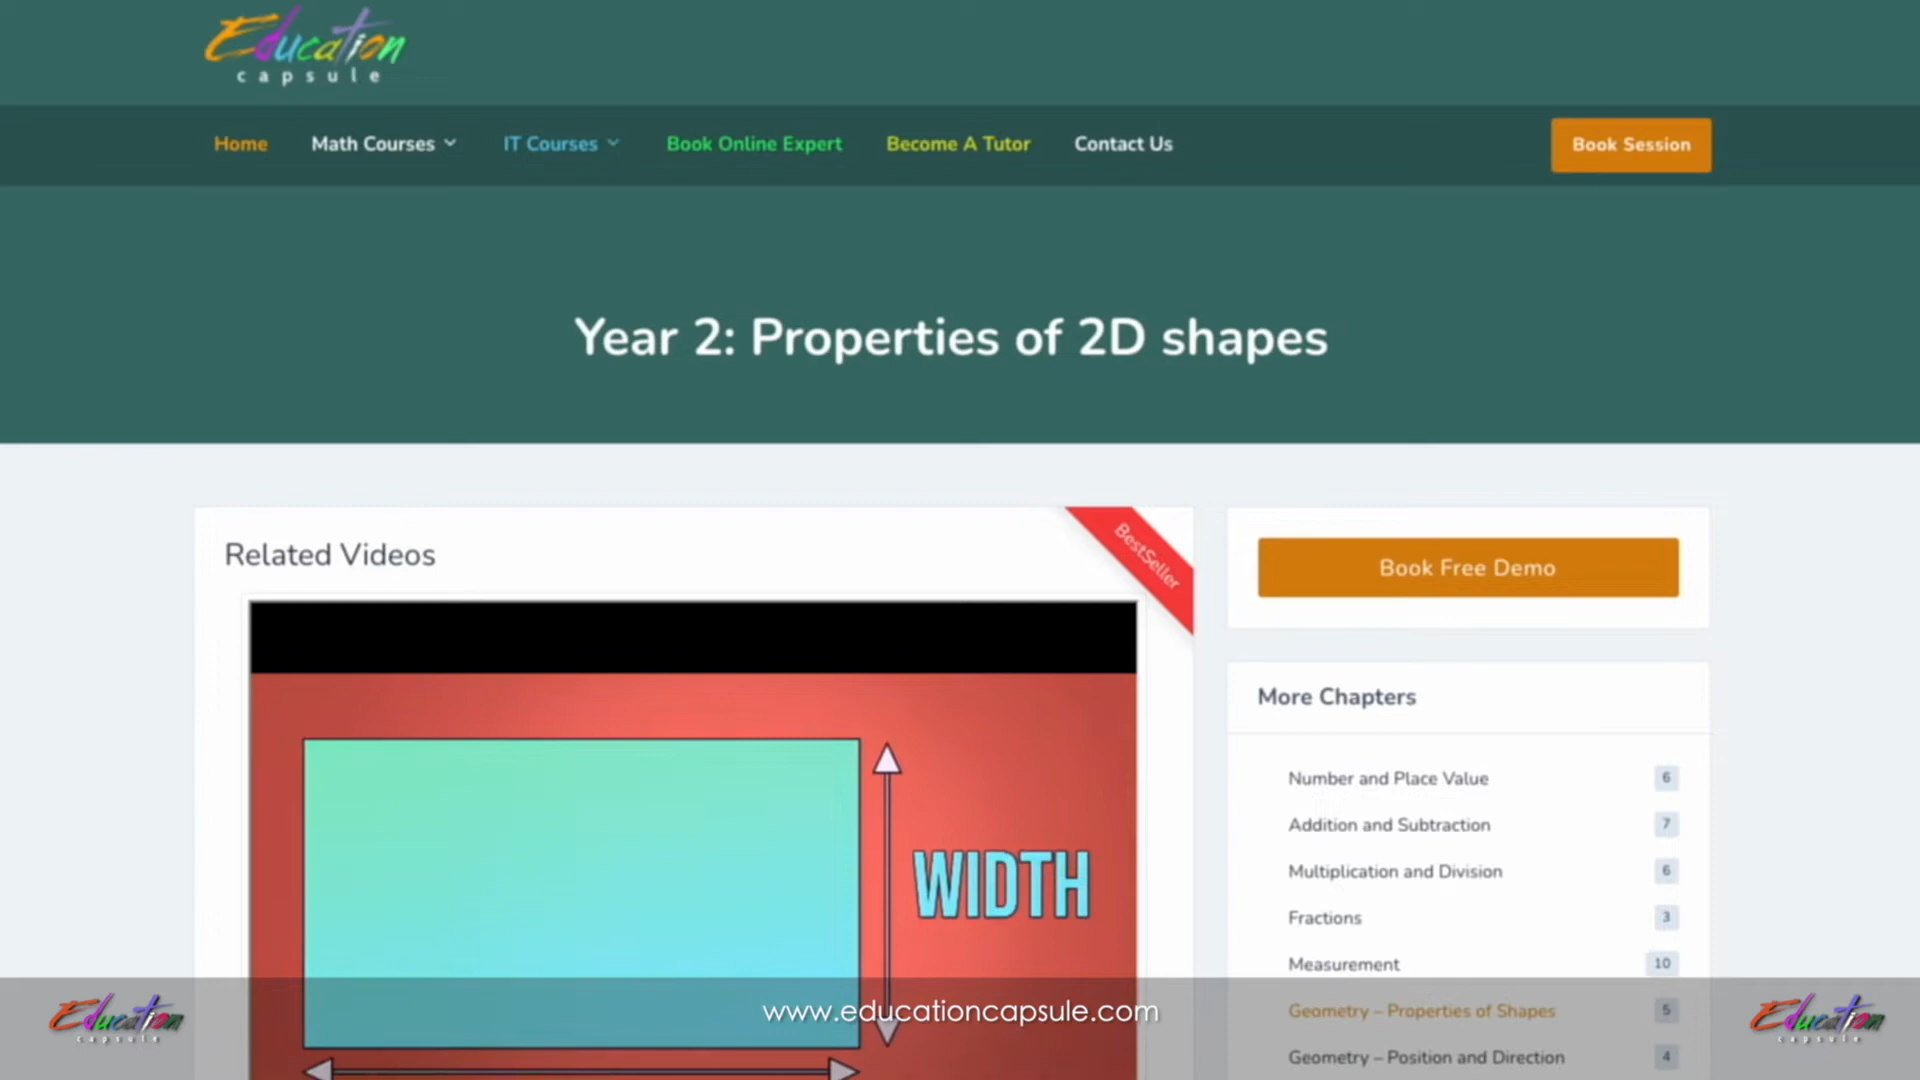 Education
capsule
Home
Math Courses
IT Courses
Book Online Expert
Become A Tutor
Contact Us
Book Session
Year 2: Properties of 2D shapes
Related Videos
BestSeller
WIDTH
Book Free Demo
More Chapters
Number and Place Value 6
Addition and Subtraction 7
Multiplication and Division 6
Fractions 3
Measurement 10
Geometry – Properties of Shapes 5
Geometry – Position and Direction 4
Education
capsule
www.educationcapsule.com
Education
capsule